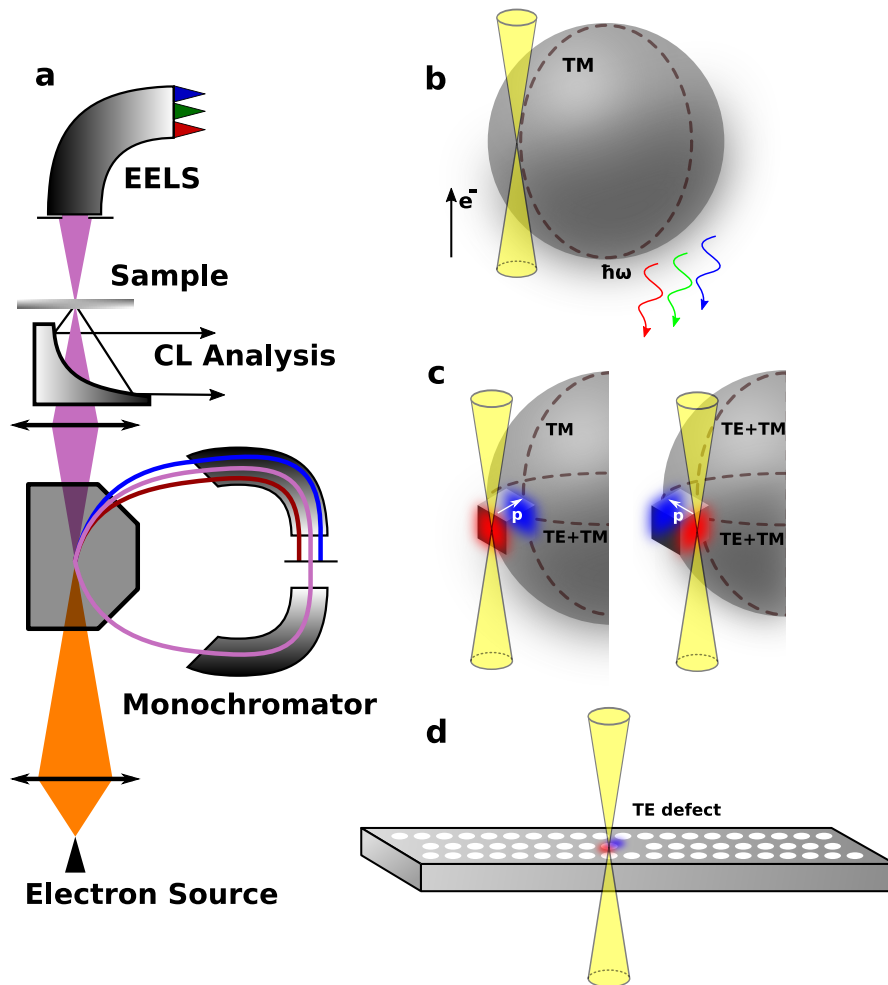 a
EELS
Sample
CL Analysis
Monochromator
Electron Source
b
TM
e-
ħω
c
TM
p
TE+TM
TE+TM
p
TE+TM
d
TE defect